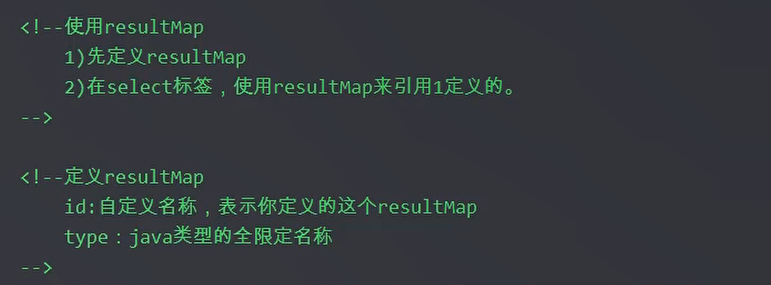 <!--使用resultMap
1)先定义resultMap
2)在select标签，使用resultMap来引用1定义的。
-->
<!--定义resultMap
id:自定义名称，表示你定义的这个resultMap
type：java类型的全限定名称
-->